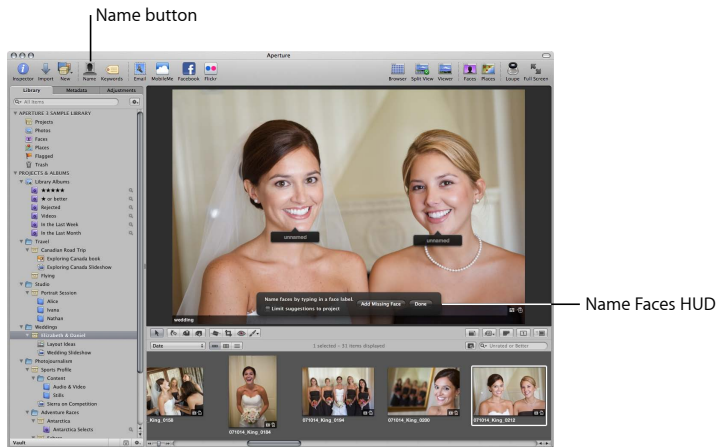 Name button
Aperture
Inspector Import New Name Keywords Email MobileMe Facebook Flickr Browser Split View Viewer Faces Places Loupe Full Screen
Library Metadata Adjustments
All items
APERTURE 3 SAMPLE LIBRARY
Projects
Photos
Faces
Places
Flagged
Trash
PROJECTS & ALBUMS
Library Albums
★★★★★
★ or better
Rejected
Videos
In the Last Week
In the Last Month
Travel
Canadian Road Trip
Exploring Canada book
Exploring Canada Slideshow
Flying
Studio
Portrait Session
Alice
Ivana
Nathan
Weddings
Elizabeth & Daniel
Layout Ideas
Wedding Slideshow
Photojournalism
Sports Profile
Content
Audio & Video
Stills
Sierra on Competition
Adventure Races
Antarctica
Antarctica Selects
Vault
unnamed
unnamed
Name faces by typing in a face label.
Limit suggestions to project
Add Missing Face Done
wedding
Name Faces HUD
Date
1 selected - 33 items displayed
Unrated or Better
071014_King_0184
071014_King_0194
071014_King_0200
071014_King_0210